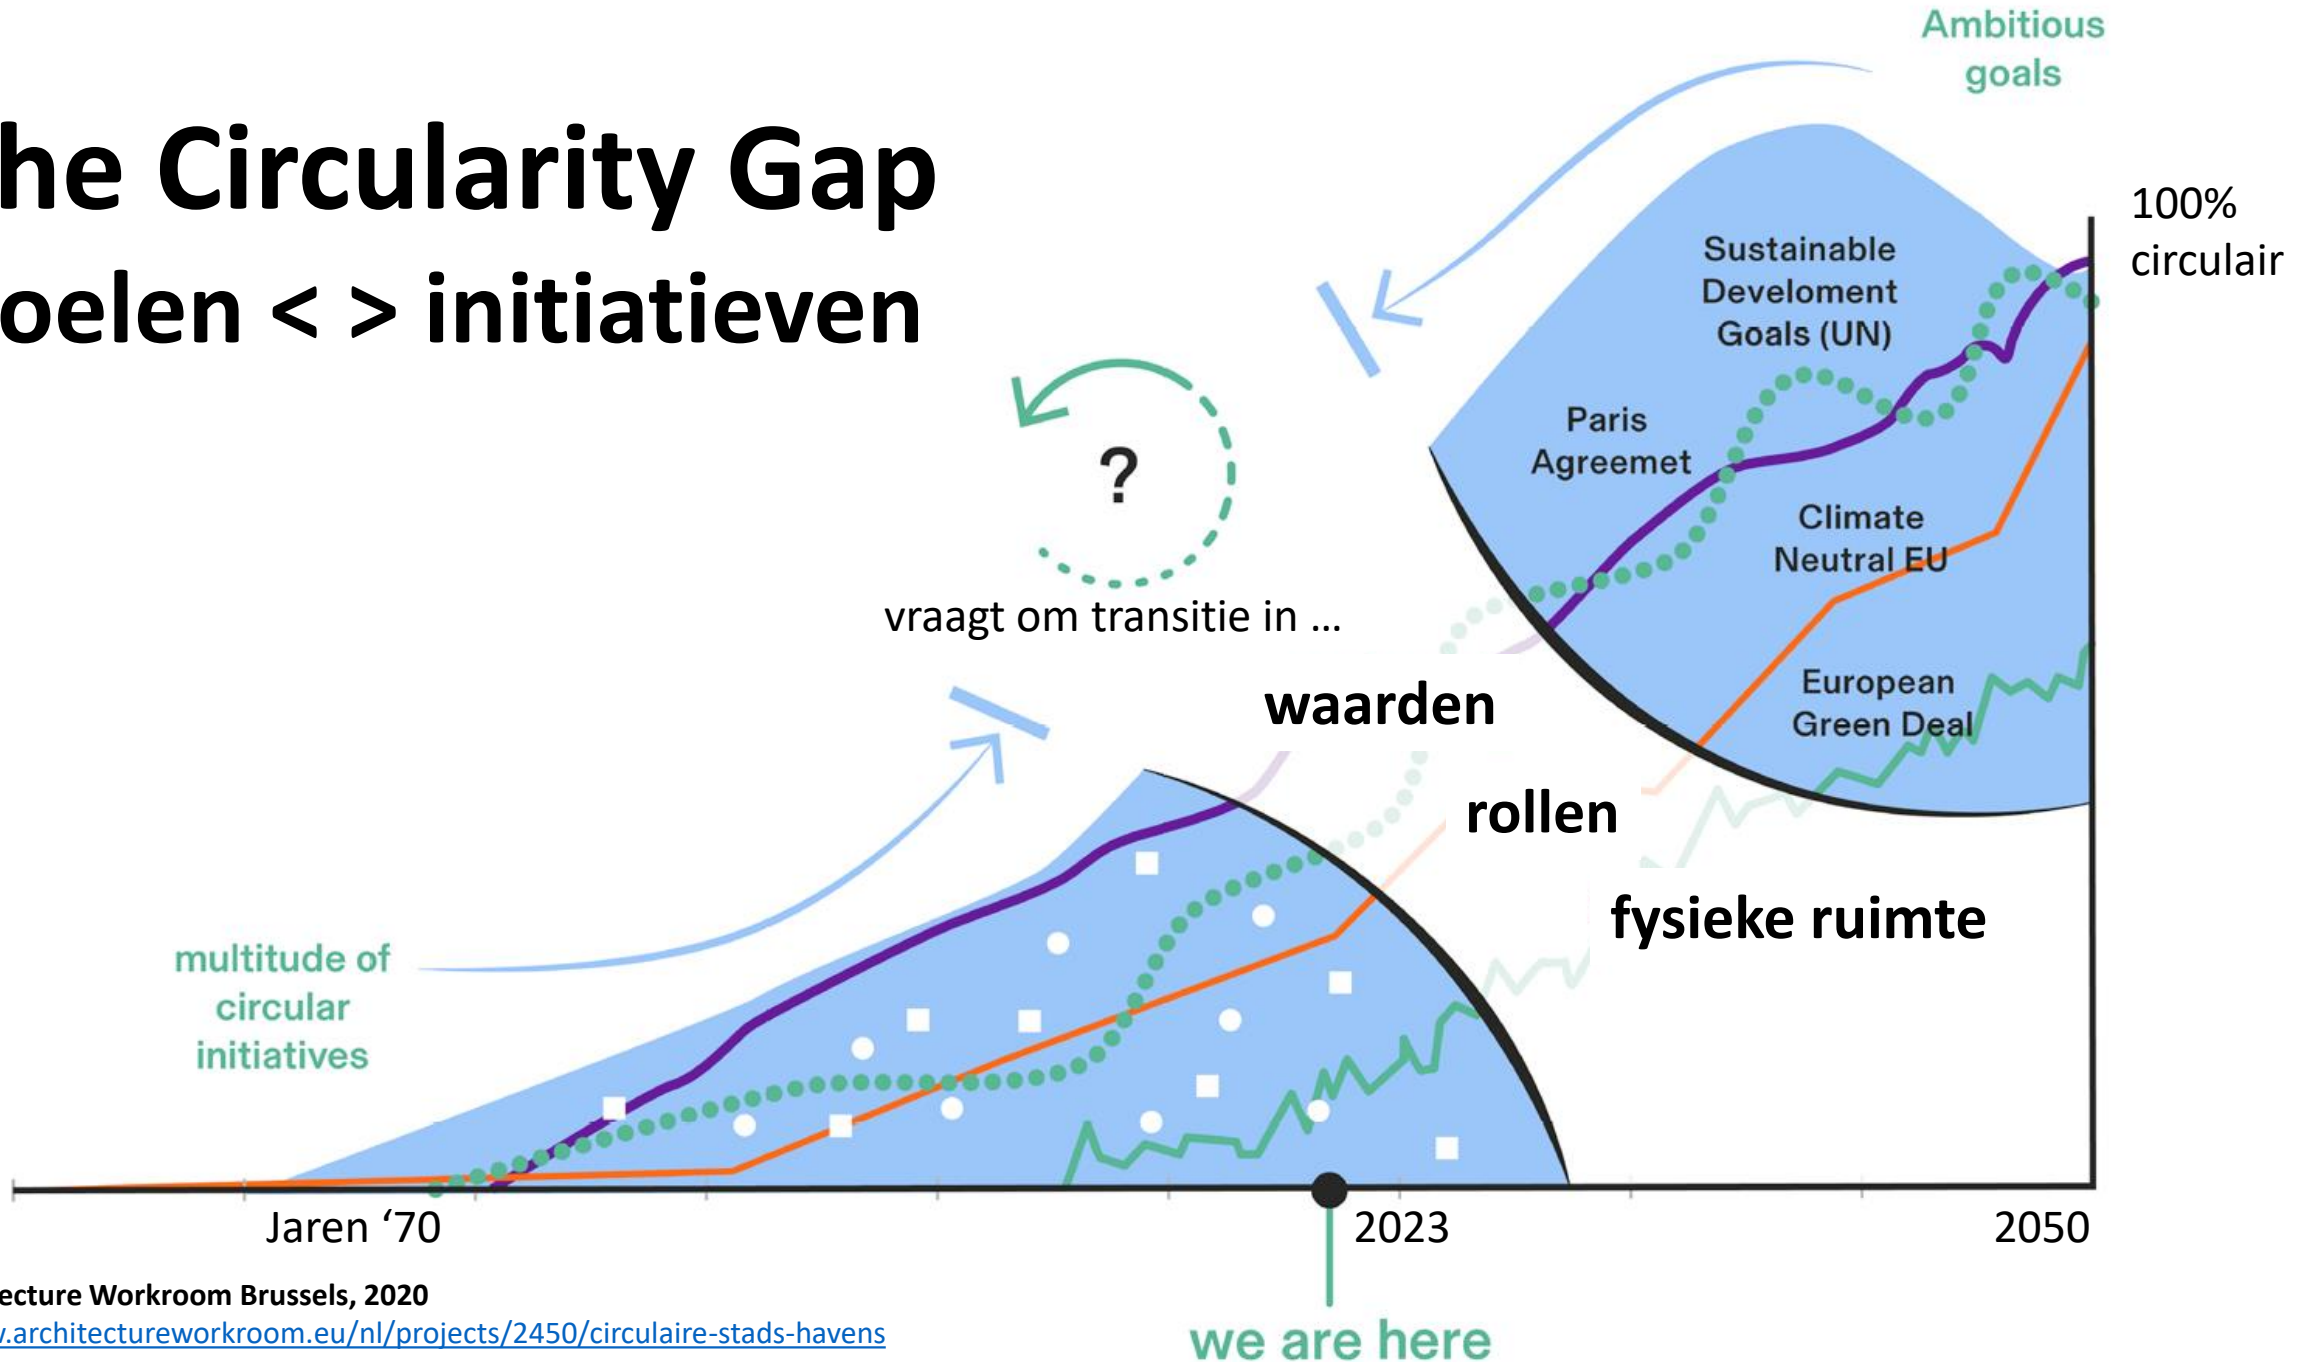 he Circularity Gap
oelen < > initiatieven
Ambitious
goals
100%
circulair
Sustainable
Develoment
Goals (UN)
Paris
Agreemet
Climate
Neutral EU
European
Green Deal
?
vraagt om transitie in ...
waarden
rollen
fysieke ruimte
multitude of
circular
initiatives
Jaren ‘70
2023
2050
we are here
ecture Workroom Brussels, 2020
v.architectureworkroom.eu/nl/projects/2450/circulaire-stads-havens